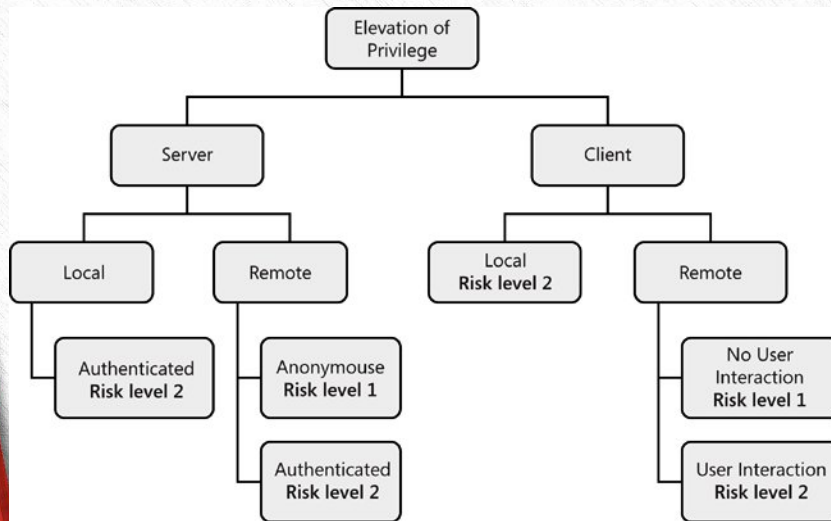 Elevation of
Privilege
Server
Client
Local
Remote
Local
Risk level 2
Remote
Authenticated
Risk level 2
Anonymouse
Risk level 1
No User
Interaction
Risk level 1
Authenticated
Risk level 2
User Interaction
Risk level 2